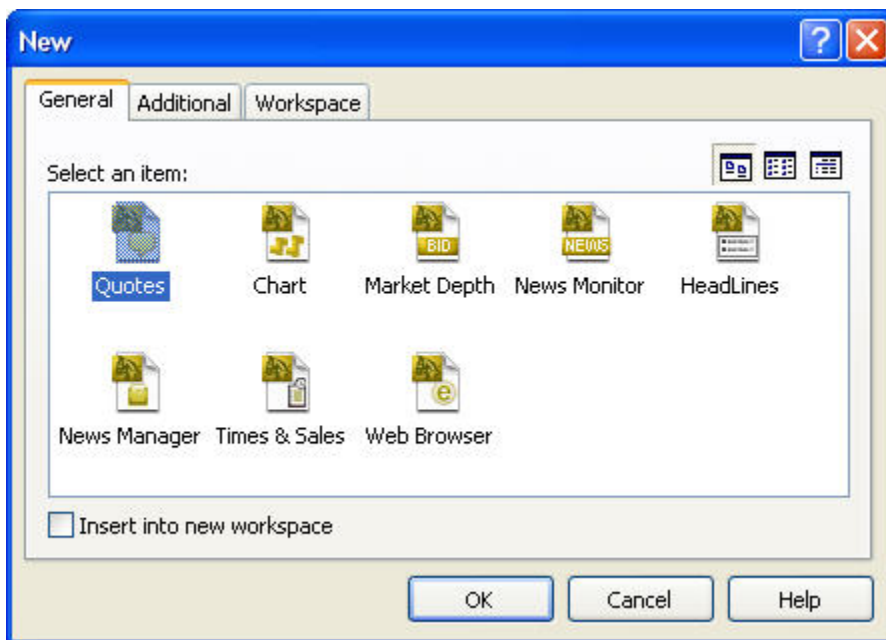 New
General Additional Workspace
Select an item:
BID NEWS
Quotes Chart Market Depth News Monitor HeadLines
News Manager Times & Sales Web Browser
Insert into new workspace
OK Cancel Help